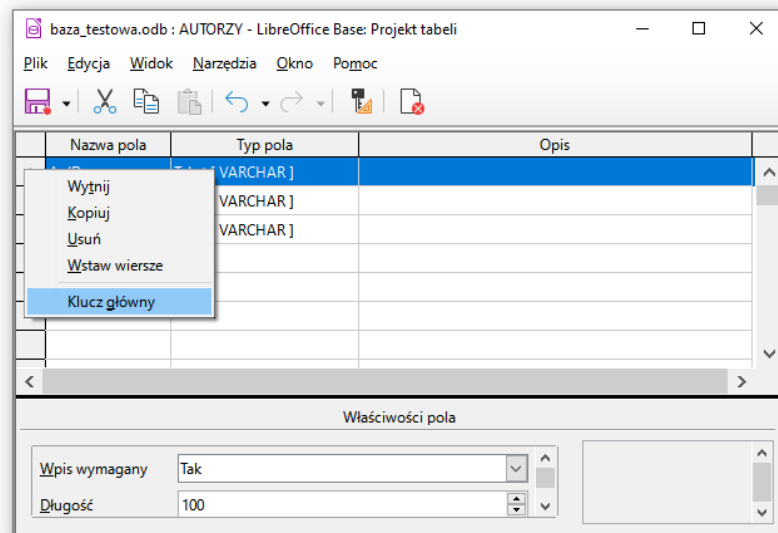 baza_testowa.odb : AUTORZY - LibreOffice Base: Projekt tabeli
Plik Edycja Widok Narzędzia Okno Pomoc
Nazwa pola Typ pola Opis
VARCHAR ]
Wytnij
VARCHAR ]
Kopiuj
VARCHAR ]
Usuń
Wstaw wiersze
Klucz główny
Właściwości pola
Wpis wymagany Tak
Długość 100